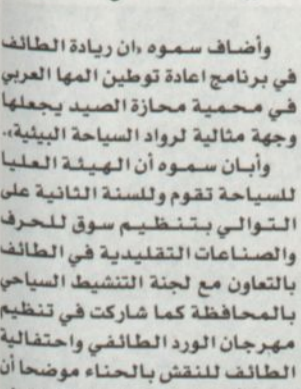 وأضاف سموه «ان ريادة الطائف
في برنامج اعادة توطين المها العربي
في محمية محازة الصيد يجعلها
وجهة مثالية لرواد السياحة البيئية».
وأبان سموه أن الهيئة العليا
للسياحة تقوم وللسنة الثانية على
التوالي بتنظيم سوق للحرف
والصناعات التقليدية في الطائف
بالتعاون مع لجنة التنشيط السياحي
بالمحافظة كما شاركت في تنظيم
مهرجان الورد الطائفي واحتفالية
الطائف للنقش بالحناء موضحا أن